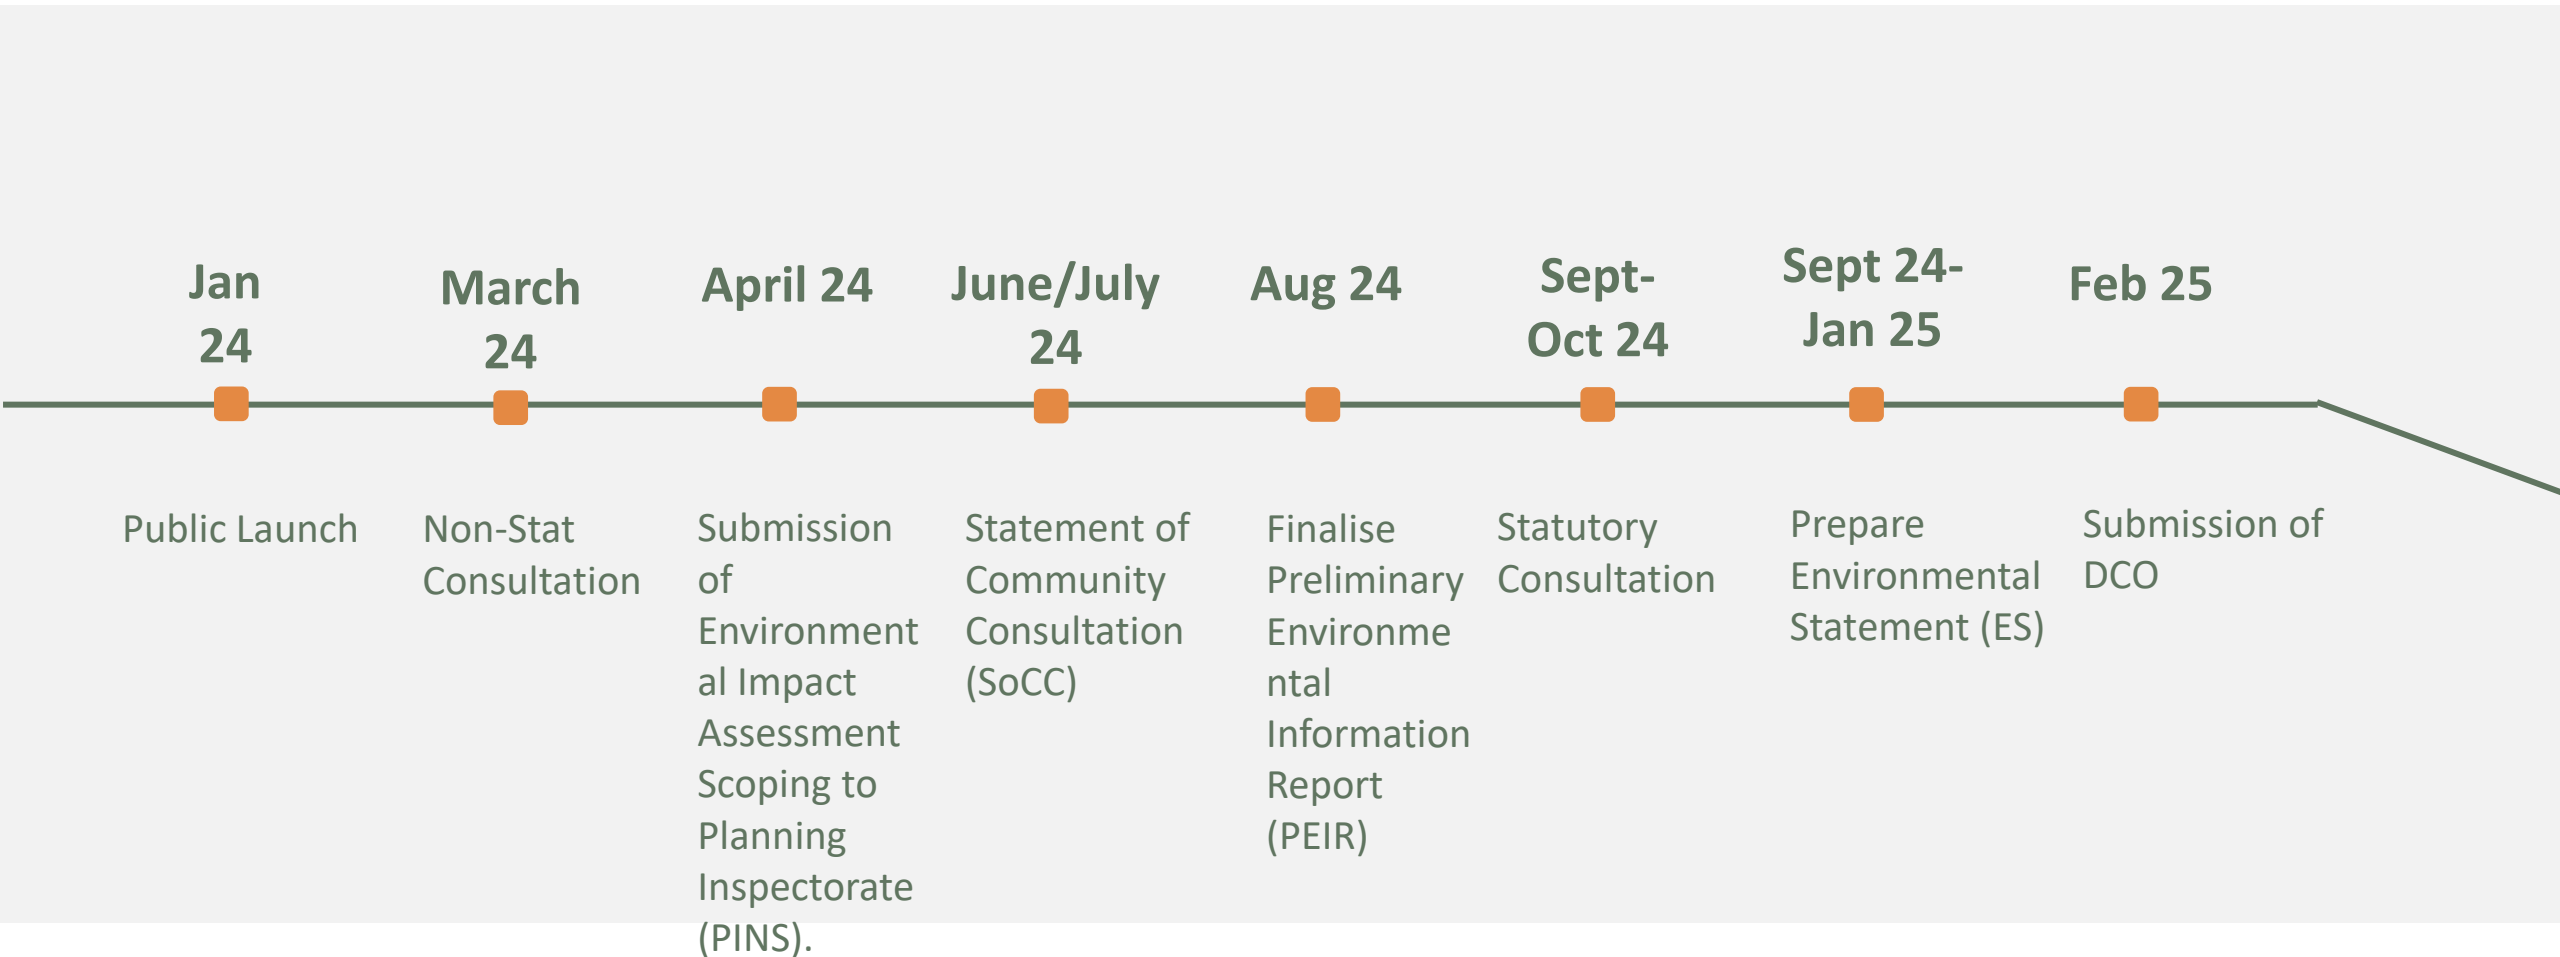 Jan
24
March
24
April 24
June/July
24
Aug 24
Sept-
Oct 24
Sept 24-
Jan 25
Feb 25
Public Launch
Non-Stat
Consultation
Submission
of
Environment
al Impact
Assessment
Scoping to
Planning
Inspectorate
(PINS).
Statement of
Community
Consultation
(SoCC)
Finalise
Preliminary
Environme
ntal
Information
Report
(PEIR)
Statutory
Consultation
Prepare
Environmental
Statement (ES)
Submission of
DCO